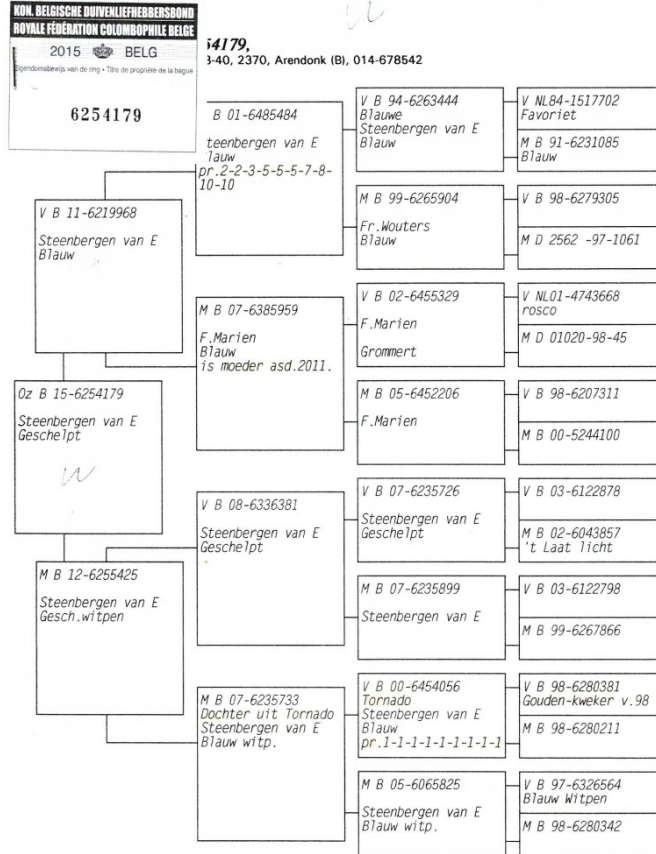 KON. BELGISCHE DUIVENLIEFHEBBERSBOND
ROYALE FÉDÉRATION COLOMBOPHILE BELGE
2015 BELG
Eigendomsbewijs van de ring • Titre de propriété de la bague
6254179
54179,
3-40, 2370, Arendonk (B), 014-678542
Oz B 15-6254179
Steenbergen van E
Geschelpt
V B 11-6219968
Steenbergen van E
Blauw
M B 12-6255425
Steenbergen van E
Gesch.witpen
B 01-6485484
teenbergen van E
lauw
pr.2-2-3-5-5-5-7-8-
10-10
M B 07-6385959
F.Marien
Blauw
is moeder asd.2011.
V B 08-6336381
Steenbergen van E
Geschelpt
M B 07-6235733
Dochter uit Tornado
Steenbergen van E
Blauw witp.
V B 94-6263444
Blauwe
Steenbergen van E
Blauw
M B 99-6265904
Fr.Wouters
Blauw
V B 02-6455329
F.Marien
Grommert
M B 05-6452206
F.Marien
V B 07-6235726
Steenbergen van E
Geschelpt
M B 07-6235899
Steenbergen van E
V B 00-6454056
Tornado
Steenbergen van E
Blauw
pr.1-1-1-1-1-1-1-1-1
M B 05-6065825
Steenbergen van E
Blauw witp.
V NL84-1517702
Favoriet
M B 91-6231085
Blauw
V B 98-6279305
M D 2562 -97-1061
V NL01-4743668
rosco
M D 01020-98-45
V B 98-6207311
M B 00-5244100
V B 03-6122878
M B 02-6043857
't Laat licht
V B 03-6122798
M B 99-6267866
V B 98-6280381
Gouden-kweker v.98
M B 98-6280211
V B 97-6326564
Blauw Witpen
M B 98-6280342